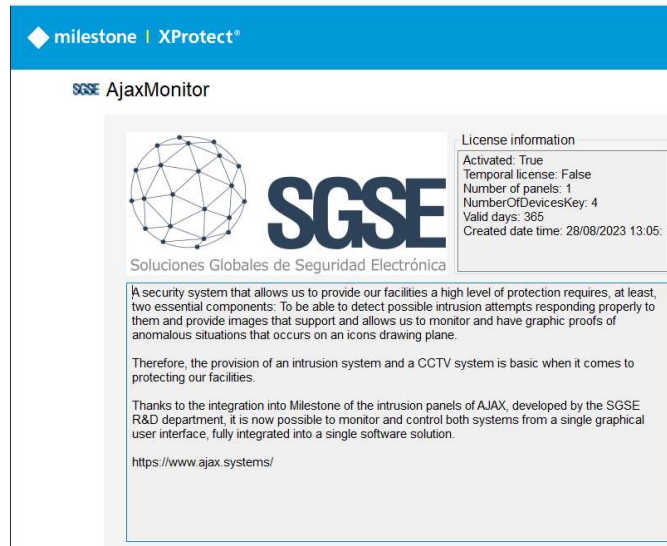 milestone | XProtect®
SGSE AjaxMonitor
SGSE
Soluciones Globales de Seguridad Electrónica
License information
Activated: True
Temporal license: False
Number of panels: 1
NumberOfDevicesKey: 4
Valid days: 365
Created date time: 28/08/2023 13:05:
A security system that allows us to provide our facilities a high level of protection requires, at least,
two essential components: To be able to detect possible intrusion attempts responding properly to
them and provide images that support and allows us to monitor and have graphic proofs of
anomalous situations that occurs on an icons drawing plane.
Therefore, the provision of an intrusion system and a CCTV system is basic when it comes to
protecting our facilities.
Thanks to the integration into Milestone of the intrusion panels of AJAX, developed by the SGSE
R&D department, it is now possible to monitor and control both systems from a single graphical
user interface, fully integrated into a single software solution.
https://www.ajax.systems/